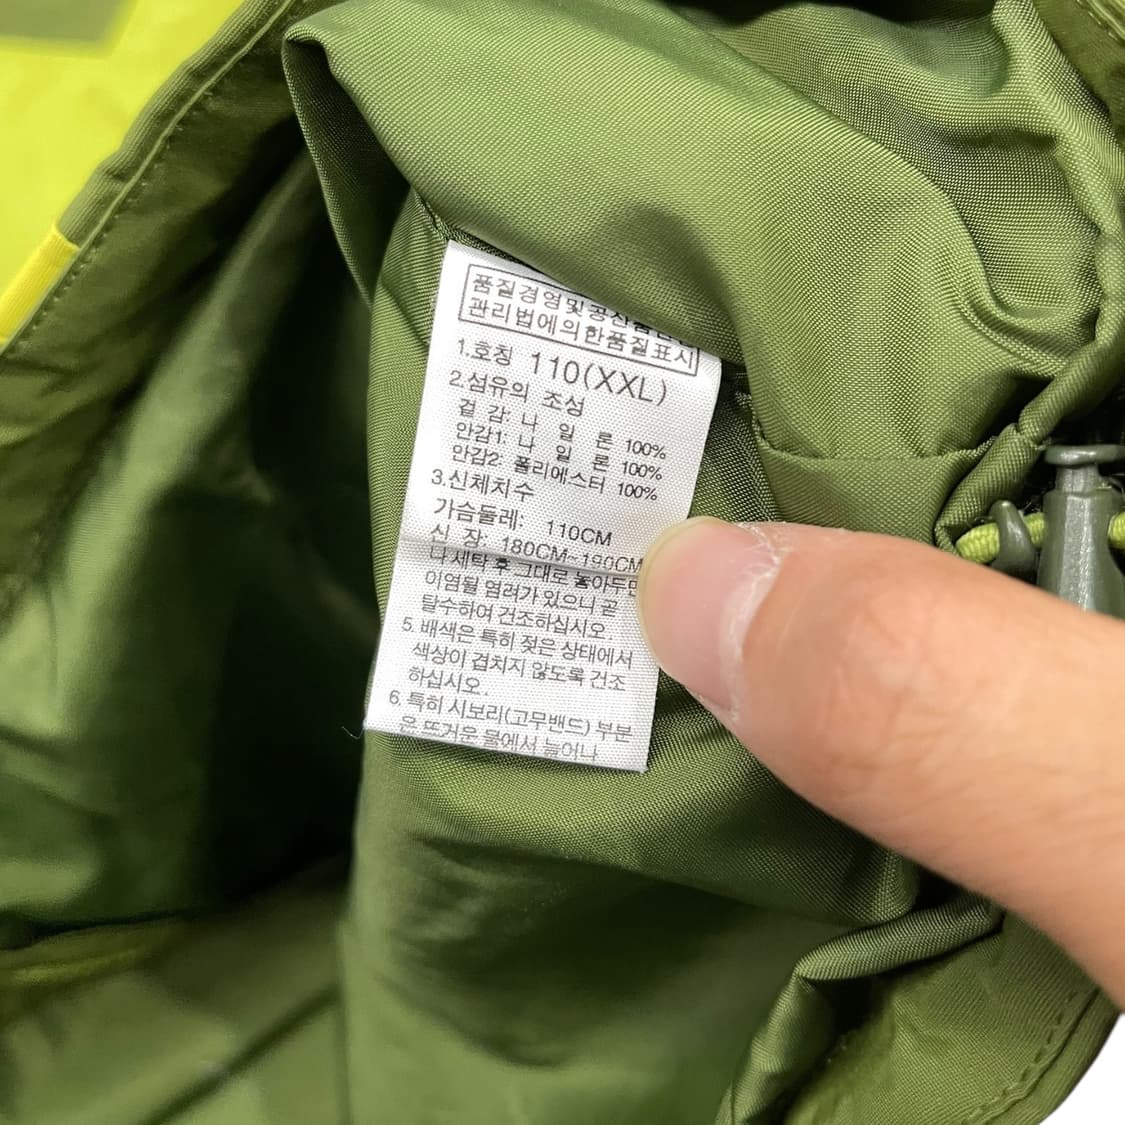 품질경영및공산품안전
관리법에의한품질표시
1.호칭 110(XXL)
2.섬유의 조성
겉 감: 나 일 론 100%
안감1: 나 일 론 100%
안감2: 폴리에스터 100%
3.신체치수
가슴둘레: 110CM
신 장: 180CM~190CM
나 세탁 후 그대로 놓아두면
이염될 염려가 있으니 곧
탈수하여 건조하십시오.
5. 배색은 특히 젖은 상태에서
색상이 겹치지 않도록 건조
하십시오.
6. 특히 시보리(고무밴드) 부분
은 뜨거운 물에서 늘어나